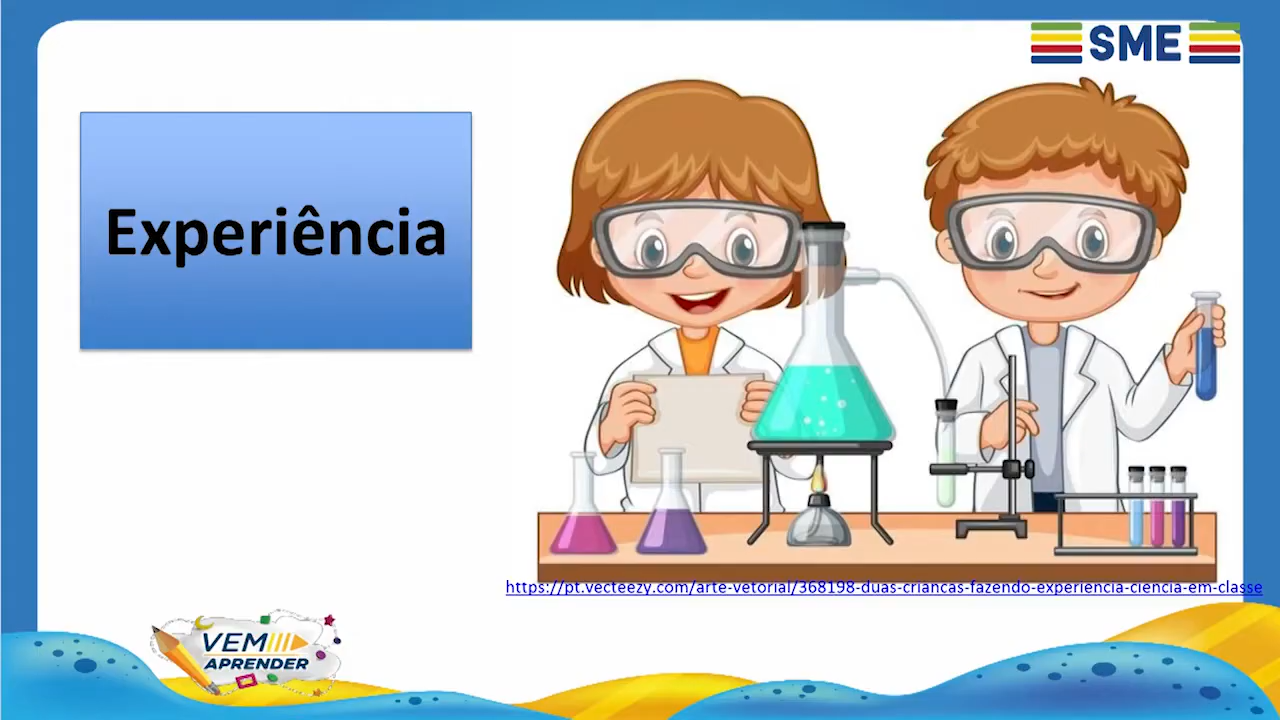 SME
Experiência
https://pt.vecteezy.com/arte-vetorial/368198-duas-criancas-fazendo-experiencia-ciencia-em-classe
VEM
APRENDER